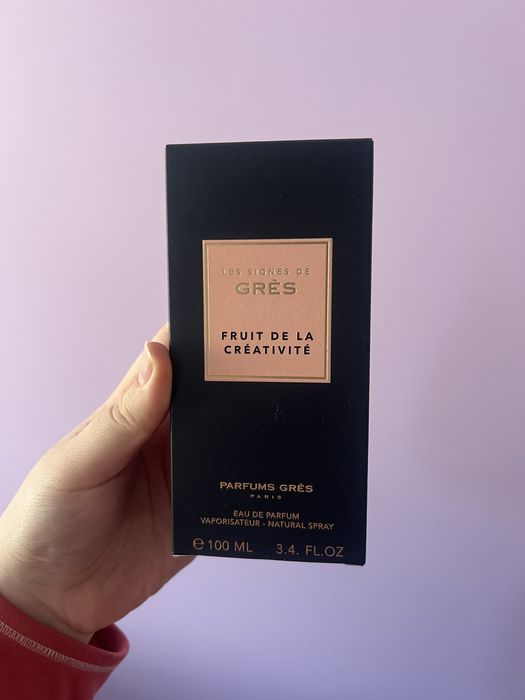 LES SIGNES DE
GRÈS
FRUIT DE LA
CRÉATIVITÉ
PARFUMS GRÈS
PARIS
EAU DE PARFUM
VAPORISATEUR - NATURAL SPRAY
℮ 100 ML 3.4. FL.OZ